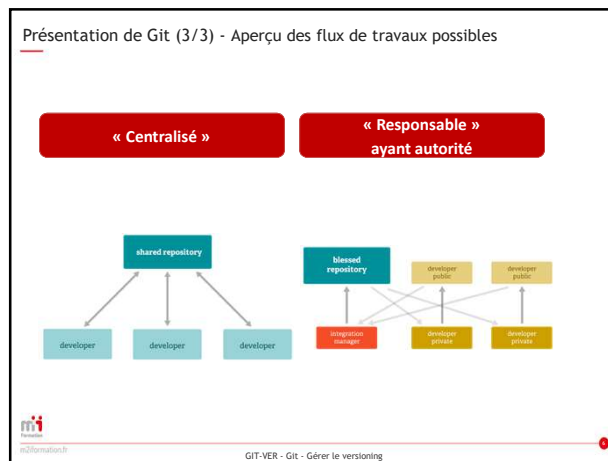 Présentation de Git (3/3) - Aperçu des flux de travaux possibles
« Centralisé »
« Responsable »
ayant autorité
shared repository
developer
developer
developer
blessed
repository
developer
public
developer
public
integration
manager
developer
private
developer
private
Formation
m2iformation.fr
GIT-VER - Git - Gérer le versioning